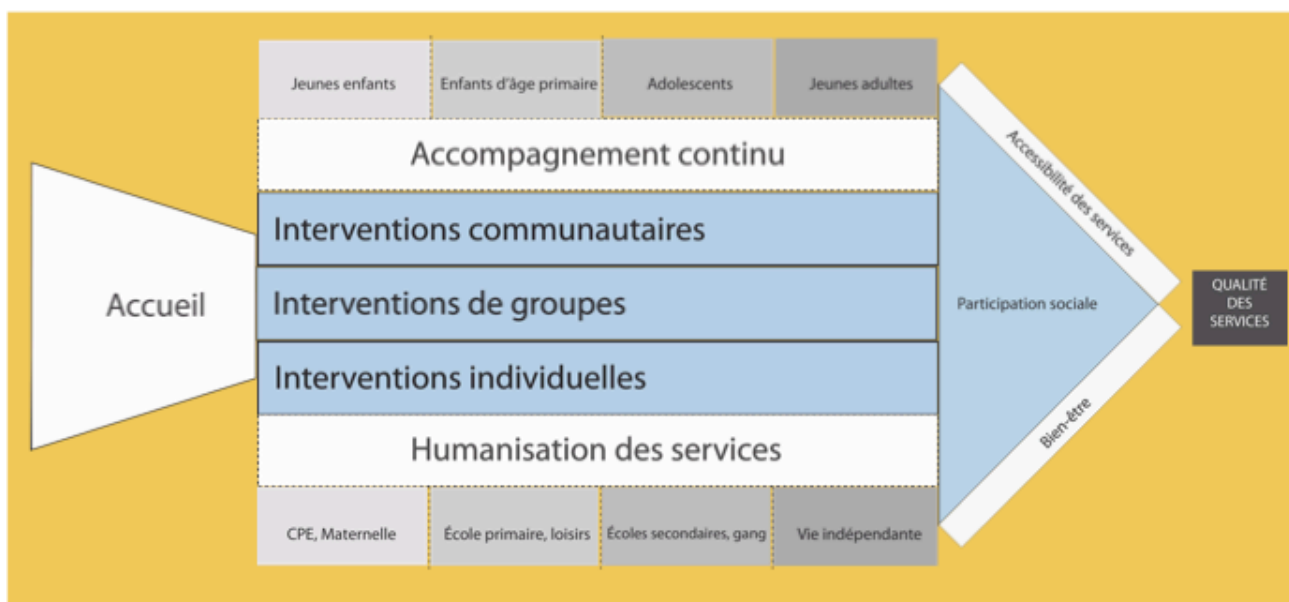 Jeunes enfants
Enfants d'âge primaire
Adolescents
Jeunes adultes
Accompagnement continu
Interventions communautaires
Accueil
Interventions de groupes
Interventions individuelles
Humanisation des services
CPE, Maternelle
École primaire, loisirs
Écoles secondaires, gang
Vie indépendante
Accessibilité des services
Participation sociale
Bien-être
QUALITÉ
DES
SERVICES